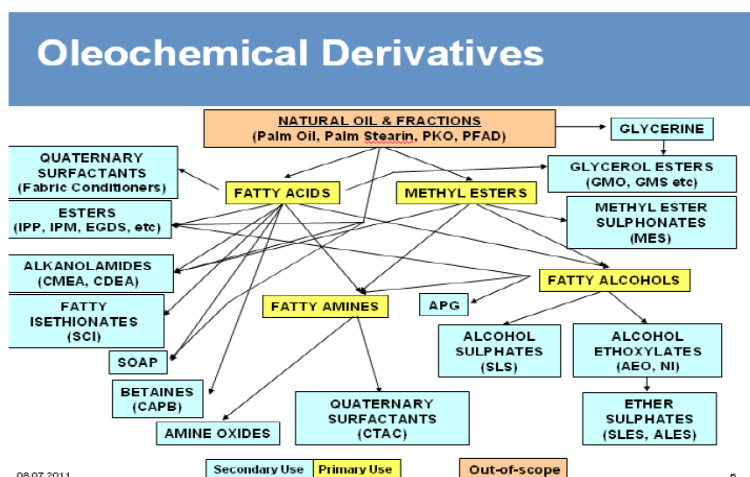 Oleochemical Derivatives
NATURAL OIL & FRACTIONS
(Palm Oil, Palm Stearin, PKO, PFAD)
GLYCERINE
QUATERNARY
SURFACTANTS
(Fabric Conditioners)
FATTY ACIDS
METHYL ESTERS
GLYCEROL ESTERS
(GMO, GMS etc)
ESTERS
(IPP, IPM, EGDS, etc)
METHYL ESTER
SULPHONATES
(MES)
ALKANOLAMIDES
(CMEA, CDEA)
FATTY ALCOHOLS
FATTY
ISETHIONATES
(SCI)
FATTY AMINES
APG
SOAP
ALCOHOL
SULPHATES
(SLS)
ALCOHOL
ETHOXYLATES
(AEO, NI)
BETAINES
(CAPB)
AMINE OXIDES
QUATERNARY
SURFACTANTS
(CTAC)
ETHER
SULPHATES
(SLES, ALES)
08.07.2011
Secondary Use
Primary Use
Out-of-scope
5